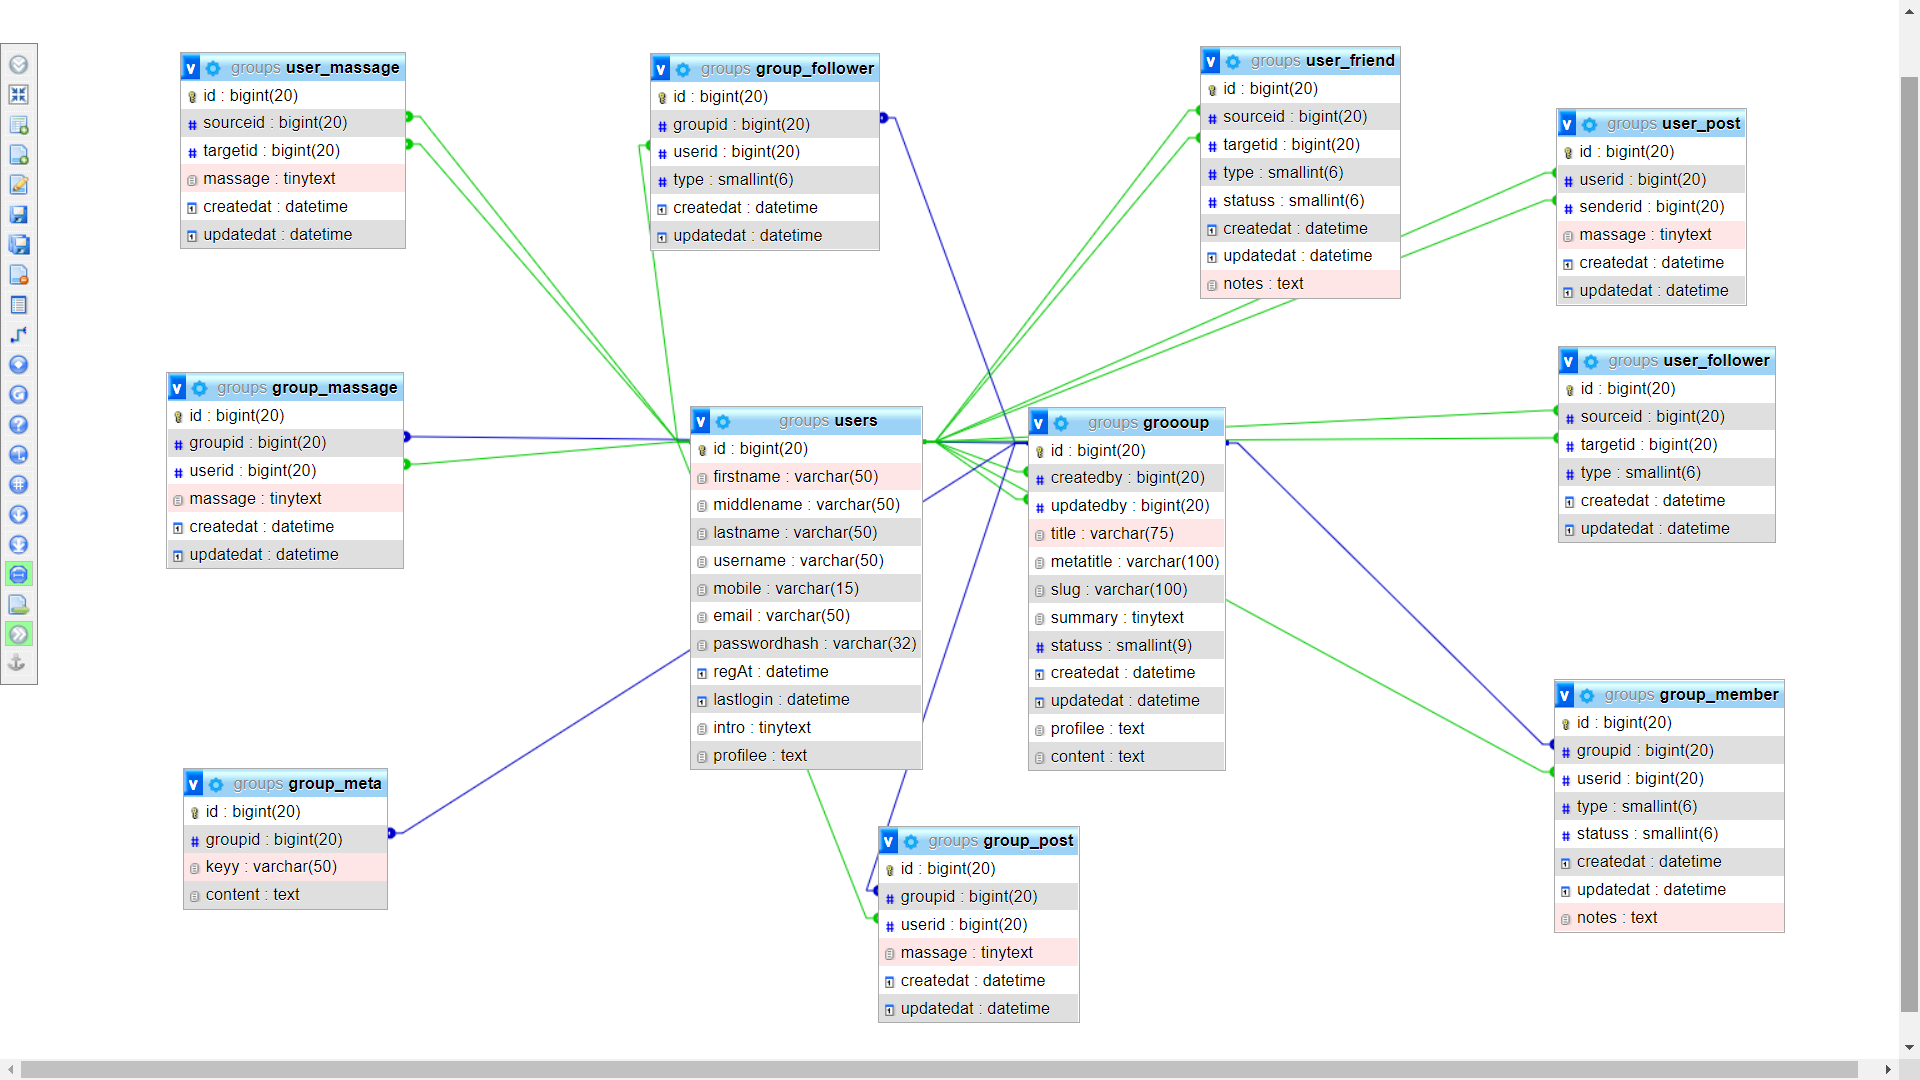 v groups user_massage
id : bigint(20)
sourceid : bigint(20)
targetid : bigint(20)
massage : tinytext
createdat : datetime
updatedat : datetime
v groups group_follower
id : bigint(20)
groupid : bigint(20)
userid : bigint(20)
type : smallint(6)
createdat : datetime
updatedat : datetime
v groups user_friend
id : bigint(20)
sourceid : bigint(20)
targetid : bigint(20)
type : smallint(6)
statuss : smallint(6)
createdat : datetime
updatedat : datetime
notes : text
v groups user_post
id : bigint(20)
userid : bigint(20)
senderid : bigint(20)
massage : tinytext
createdat : datetime
updatedat : datetime
v groups group_massage
id : bigint(20)
groupid : bigint(20)
userid : bigint(20)
massage : tinytext
createdat : datetime
updatedat : datetime
v groups users
id : bigint(20)
firstname : varchar(50)
middlename : varchar(50)
lastname : varchar(50)
username : varchar(50)
mobile : varchar(15)
email : varchar(50)
passwordhash : varchar(32)
regAt : datetime
lastlogin : datetime
intro : tinytext
profilee : text
v groups groooup
id : bigint(20)
createdby : bigint(20)
updatedby : bigint(20)
title : varchar(75)
metatitle : varchar(100)
slug : varchar(100)
summary : tinytext
statuss : smallint(9)
createdat : datetime
updatedat : datetime
profilee : text
content : text
v groups user_follower
id : bigint(20)
sourceid : bigint(20)
targetid : bigint(20)
type : smallint(6)
createdat : datetime
updatedat : datetime
v groups group_meta
id : bigint(20)
groupid : bigint(20)
keyy : varchar(50)
content : text
v groups group_post
id : bigint(20)
groupid : bigint(20)
userid : bigint(20)
massage : tinytext
createdat : datetime
updatedat : datetime
v groups group_member
id : bigint(20)
groupid : bigint(20)
userid : bigint(20)
type : smallint(6)
statuss : smallint(6)
createdat : datetime
updatedat : datetime
notes : text